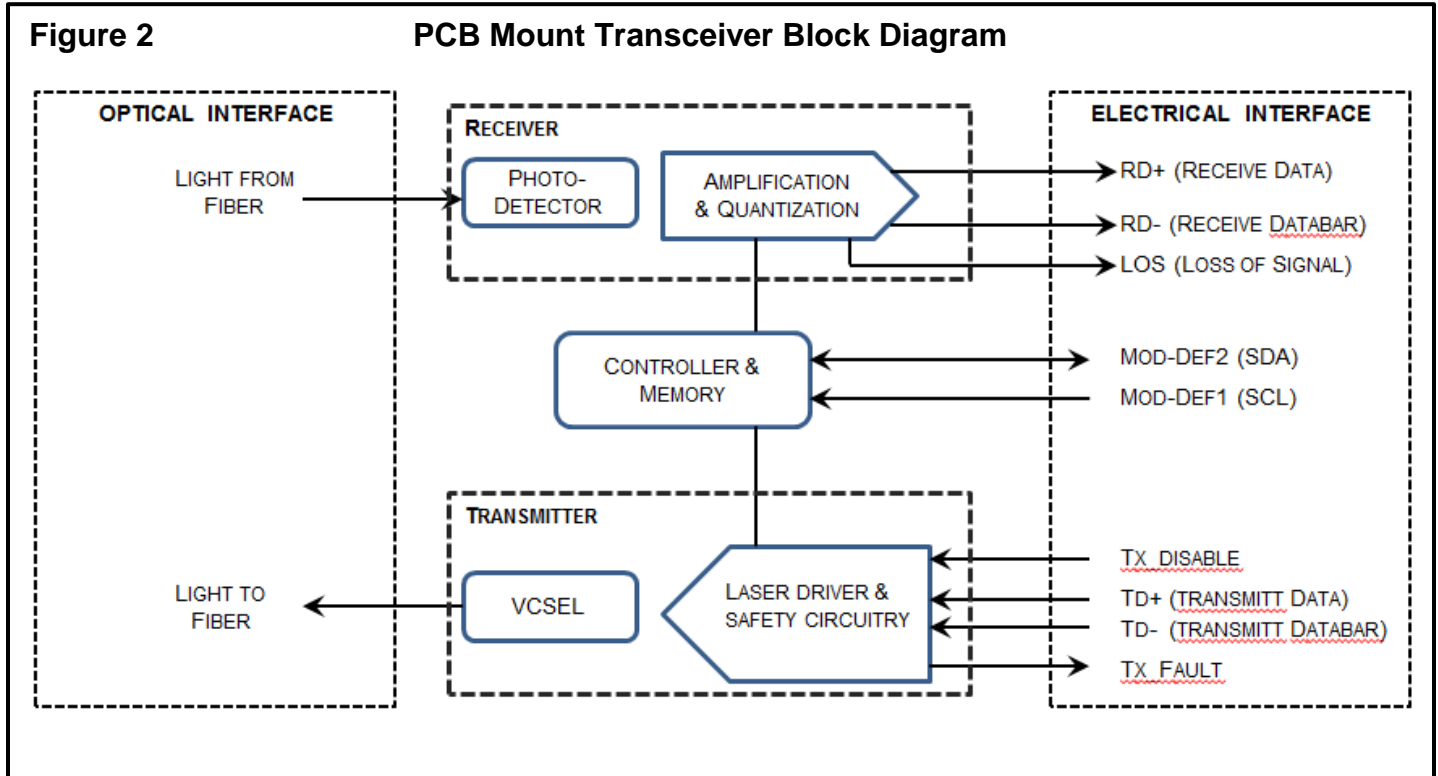 Figure 2 PCB Mount Transceiver Block Diagram
OPTICAL INTERFACE
LIGHT FROM
FIBER
LIGHT TO
FIBER
RECEIVER
PHOTO-
DETECTOR
AMPLIFICATION
& QUANTIZATION
CONTROLLER &
MEMORY
TRANSMITTER
VCSEL
LASER DRIVER &
SAFETY CIRCUITRY
ELECTRICAL INTERFACE
RD+ (RECEIVE DATA)
RD- (RECEIVE DATABAR)
LOS (LOSS OF SIGNAL)
MOD-DEF2 (SDA)
MOD-DEF1 (SCL)
TX_DISABLE
TD+ (TRANSMITT DATA)
TD- (TRANSMITT DATABAR)
TX_FAULT